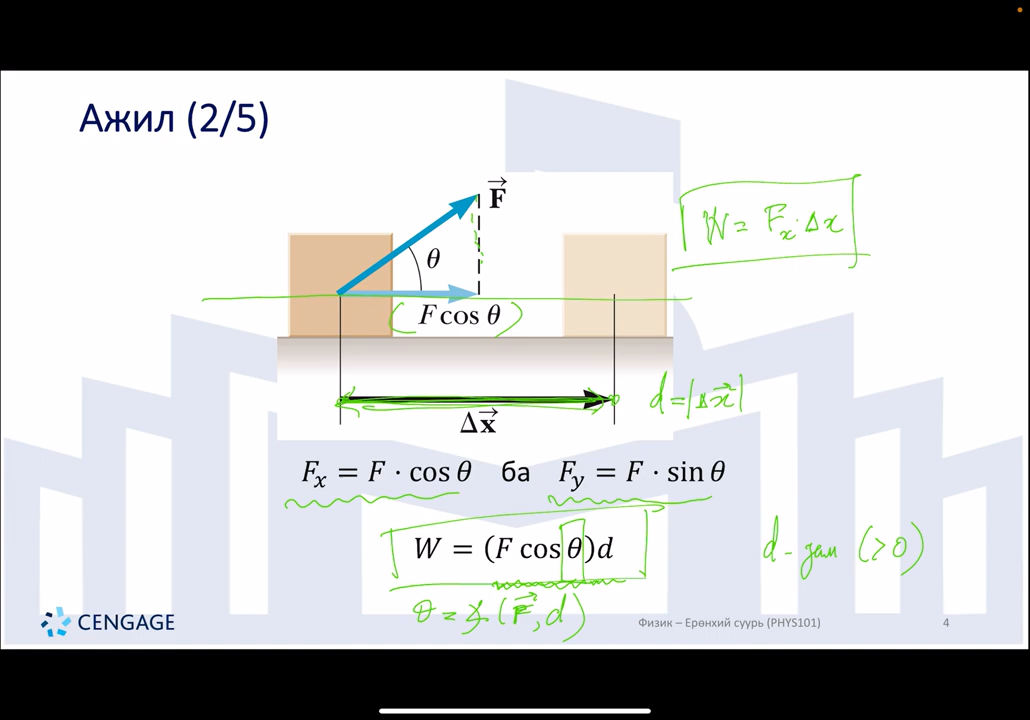 Ажил (2/5)
F⃗
W = Fₓ · Δx
θ
(F cos θ)
d = |Δx⃗|
Δx⃗
Fₓ = F · cos θ ба Fᵧ = F · sin θ
W = (F cos θ)d
d - зам (>0)
θ = ∡(F⃗, d)
CENGAGE
Физик – Ерөнхий суурь (PHYS101)
4